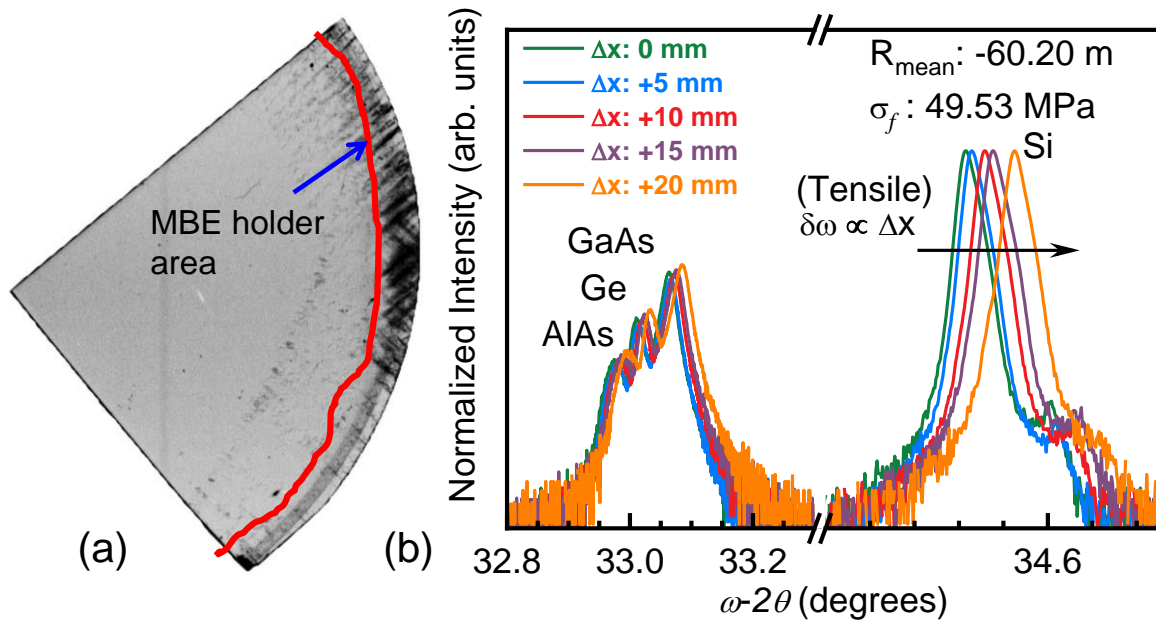 MBE holder
area
(a)
(b)
Normalized Intensity (arb. units)
Δx: 0 mm
Δx: +5 mm
Δx: +10 mm
Δx: +15 mm
Δx: +20 mm
R_mean: -60.20 m
σ_f : 49.53 MPa
Si
(Tensile)
δω ∝ Δx
GaAs
Ge
AlAs
32.8 33.0 33.2 34.6
ω-2θ (degrees)